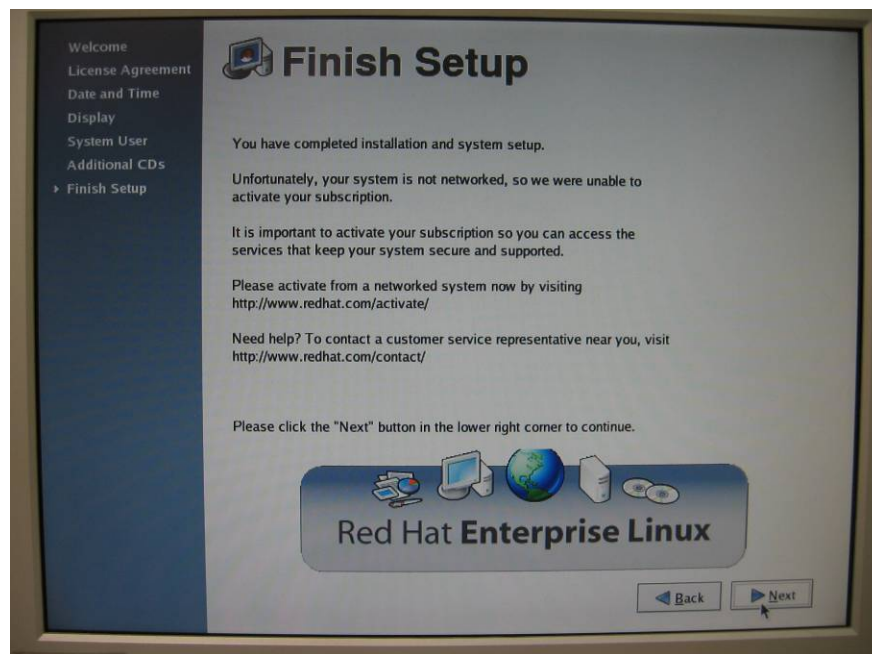 Welcome
License Agreement
Date and Time
Display
System User
Additional CDs
Finish Setup
Finish Setup
You have completed installation and system setup.
Unfortunately, your system is not networked, so we were unable to
activate your subscription.
It is important to activate your subscription so you can access the
services that keep your system secure and supported.
Please activate from a networked system now by visiting
http://www.redhat.com/activate/
Need help? To contact a customer service representative near you, visit
http://www.redhat.com/contact/
Please click the "Next" button in the lower right corner to continue.
Red Hat Enterprise Linux
Back
Next